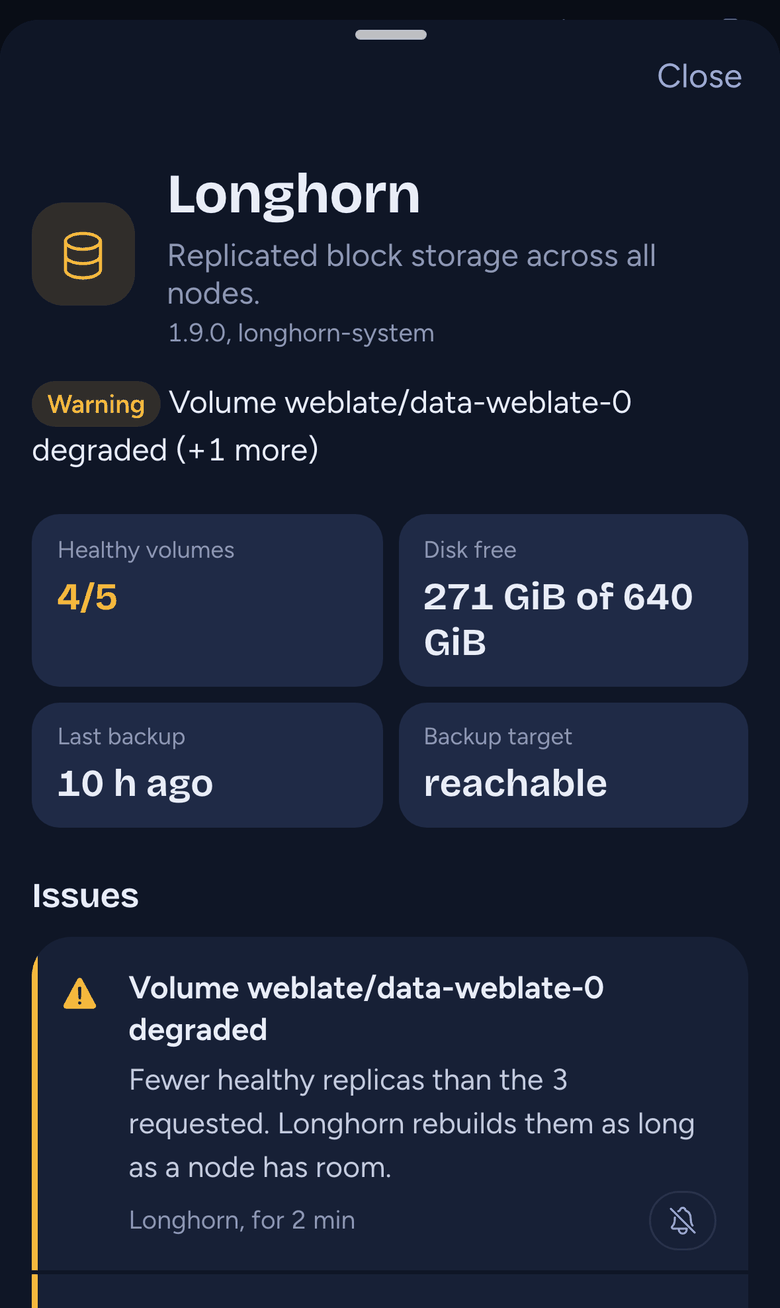 Close
Longhorn
Replicated block storage across all
nodes.
1.9.0, longhorn-system
Warning Volume weblate/data-weblate-0
degraded (+1 more)
Healthy volumes
4/5
Disk free
271 GiB of 640
GiB
Last backup
10 h ago
Backup target
reachable
Issues
Volume weblate/data-weblate-0
degraded
Fewer healthy replicas than the 3
requested. Longhorn rebuilds them as long
as a node has room.
Longhorn, for 2 min